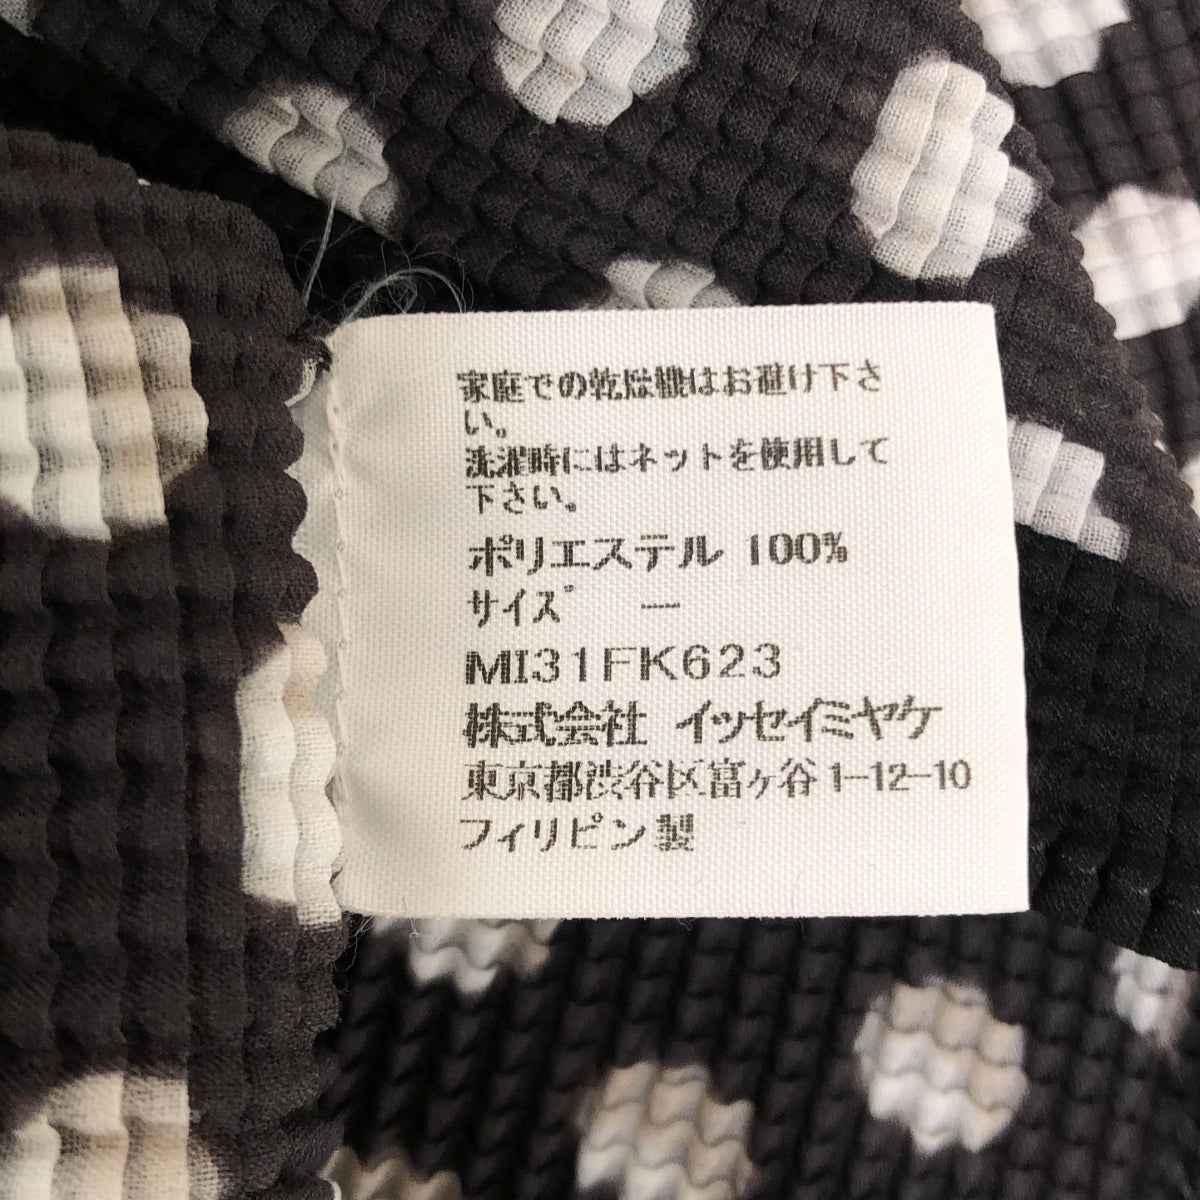 家庭での乾燥機はお避け下さ
い。
洗濯時にはネットを使用して
下さい。
ポリエステル 100%
サイズ ー
MI31FK623
株式会社 イッセイミヤケ
東京都渋谷区富ヶ谷1-12-10
フィリピン製